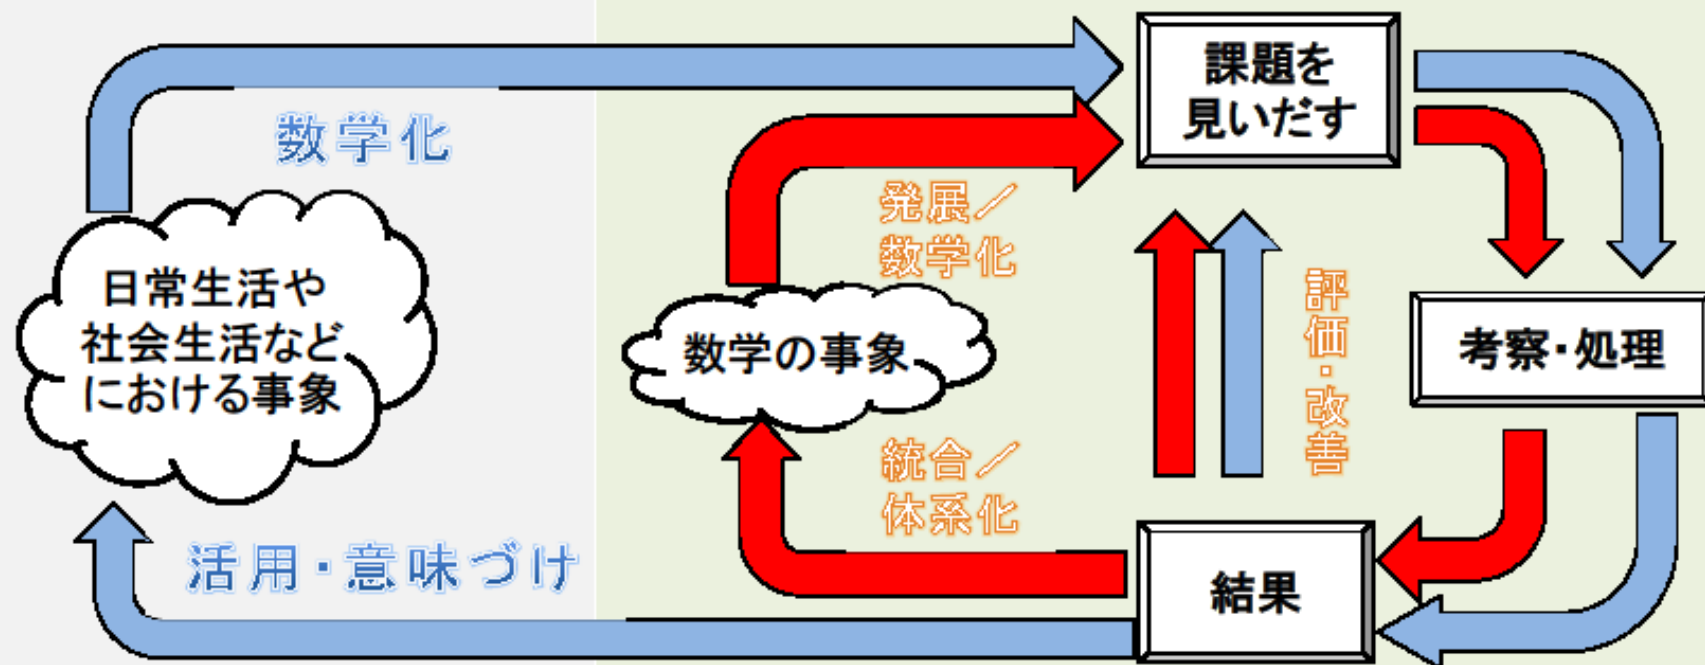 課題を
見いだす
数学化
発展／
数学化
日常生活や
社会生活など
における事象
数学の事象
評価・改善
考察・処理
統合／
体系化
活用・意味づけ
結果